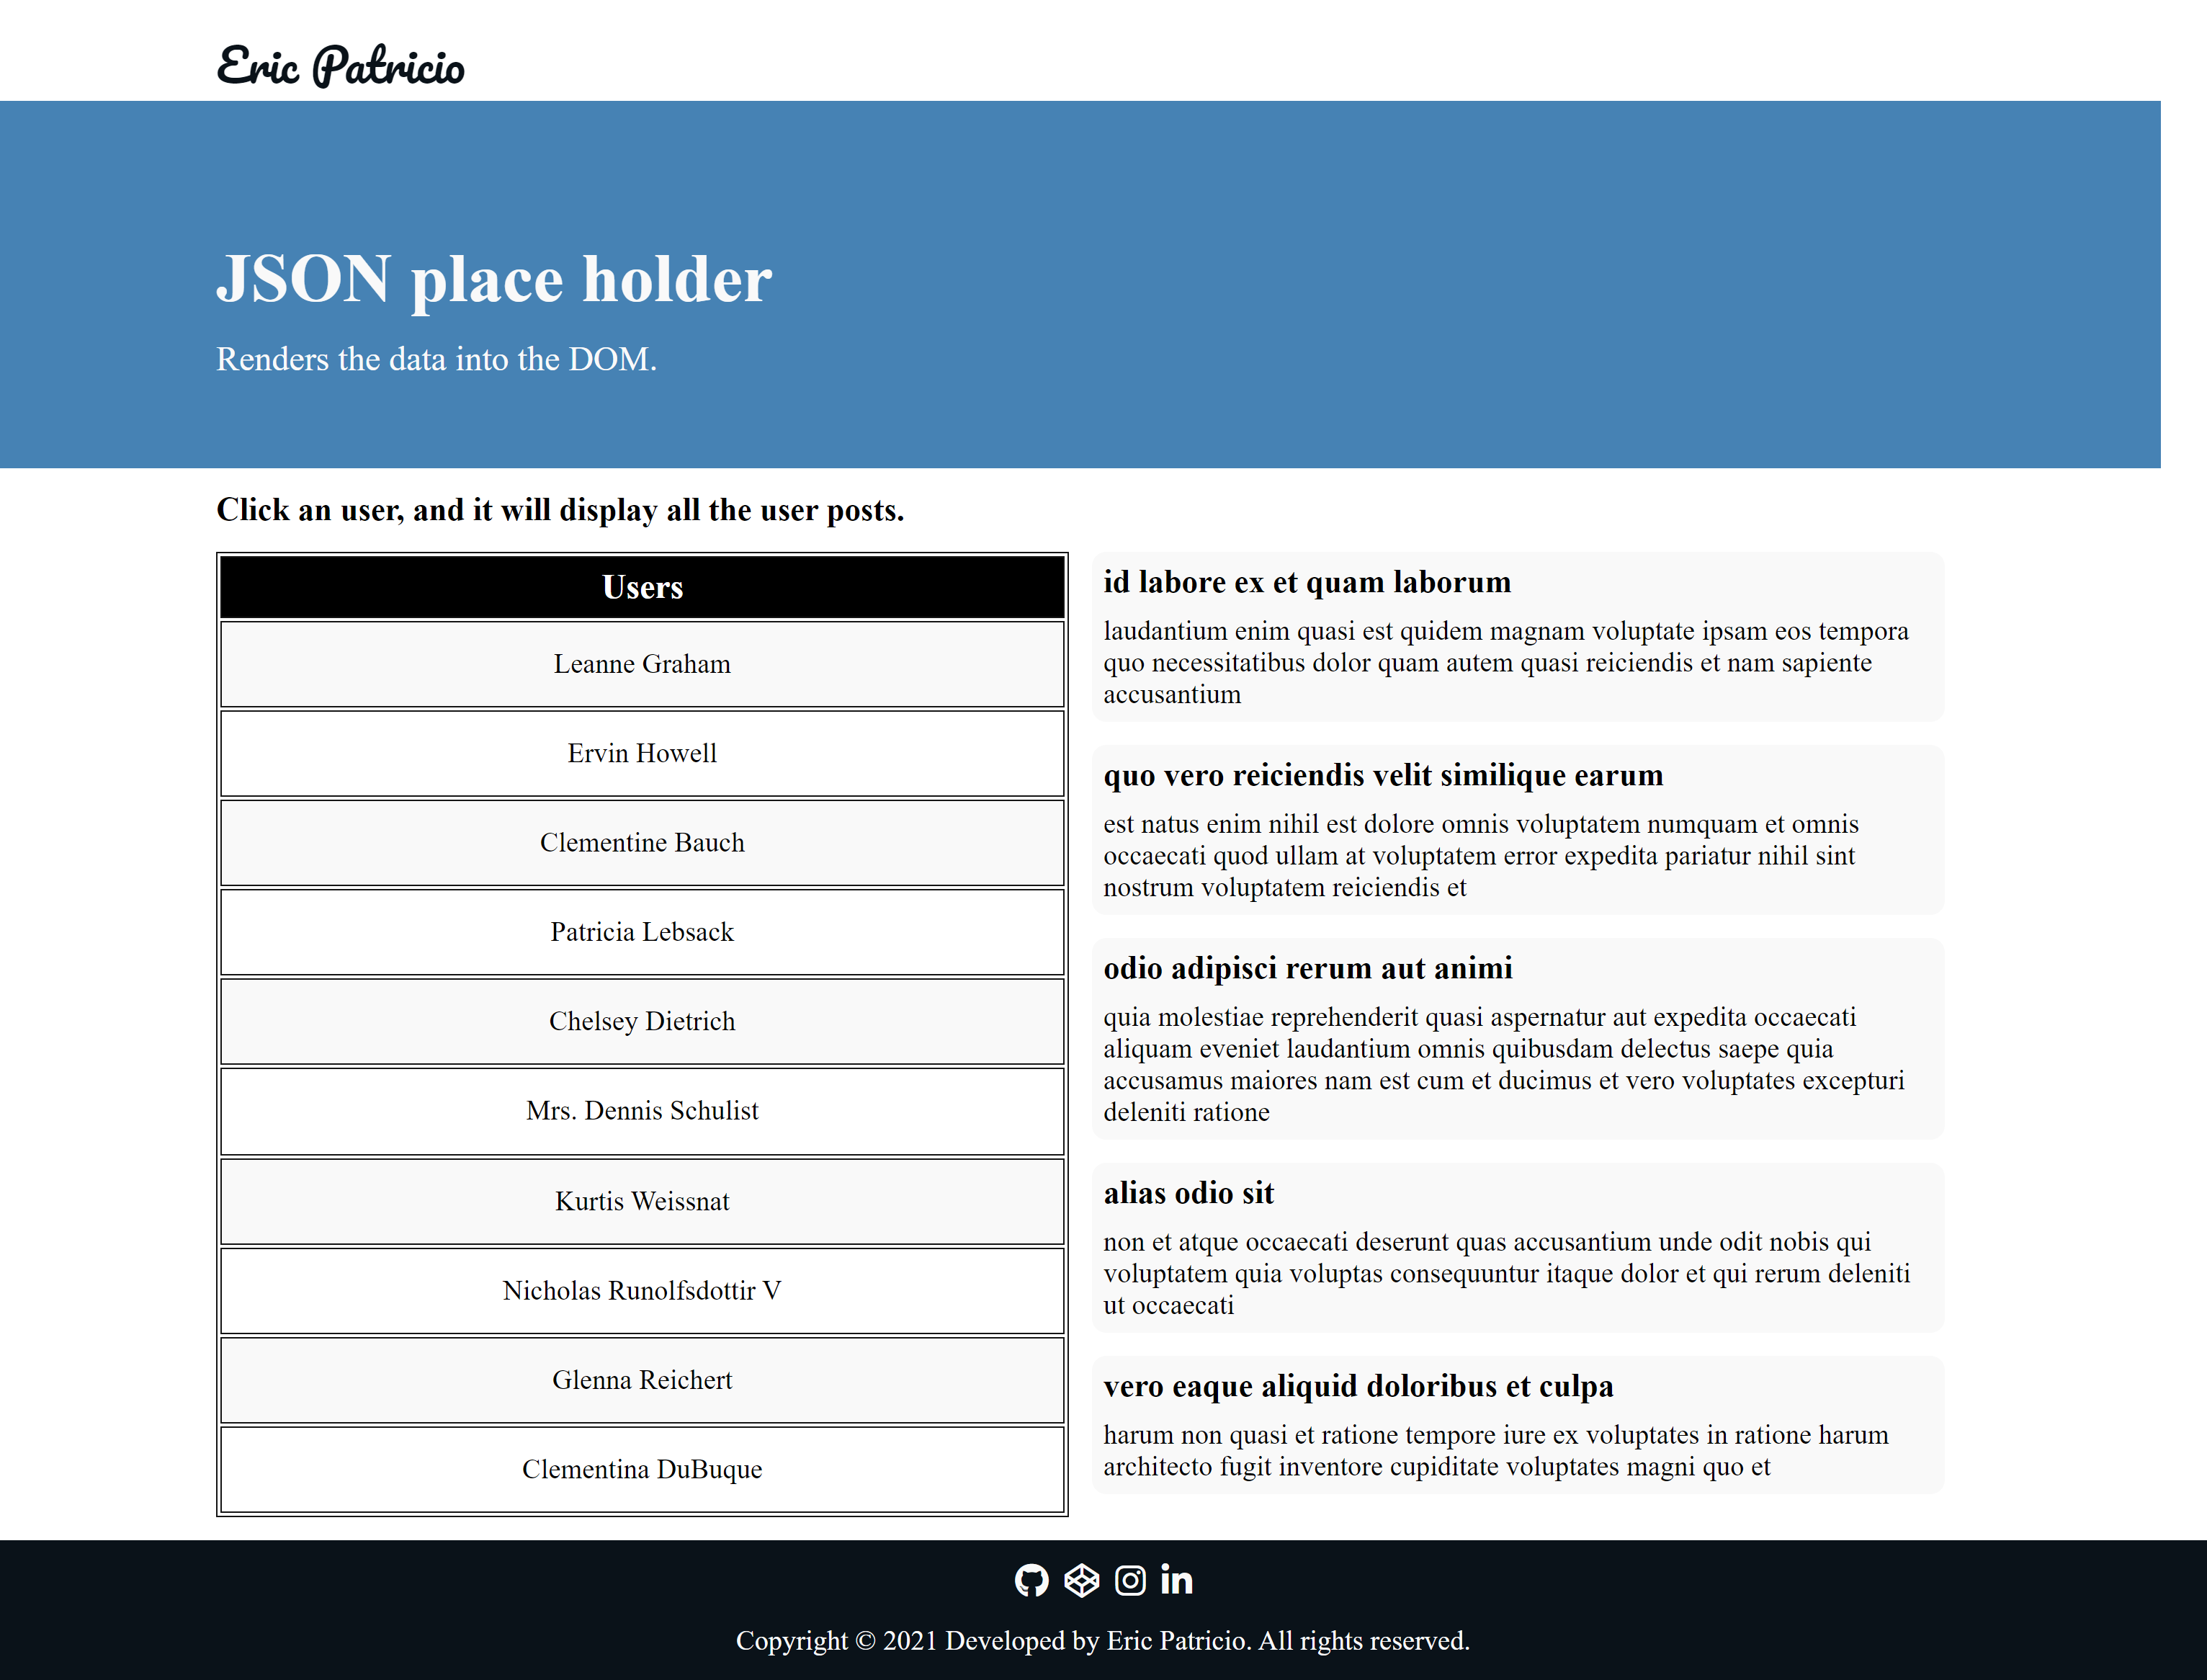 Eric Patricio
JSON place holder
Renders the data into the DOM.
Click an user, and it will display all the user posts.
Users
Leanne Graham
Ervin Howell
Clementine Bauch
Patricia Lebsack
Chelsey Dietrich
Mrs. Dennis Schulist
Kurtis Weissnat
Nicholas Runolfsdottir V
Glenna Reichert
Clementina DuBuque
id labore ex et quam laborum
laudantium enim quasi est quidem magnam voluptate ipsam eos tempora
quo necessitatibus dolor quam autem quasi reiciendis et nam sapiente
accusantium
quo vero reiciendis velit similique earum
est natus enim nihil est dolore omnis voluptatem numquam et omnis
occaecati quod ullam at voluptatem error expedita pariatur nihil sint
nostrum voluptatem reiciendis et
odio adipisci rerum aut animi
quia molestiae reprehenderit quasi aspernatur aut expedita occaecati
aliquam eveniet laudantium omnis quibusdam delectus saepe quia
accusamus maiores nam est cum et ducimus et vero voluptates excepturi
deleniti ratione
alias odio sit
non et atque occaecati deserunt quas accusantium unde odit nobis qui
voluptatem quia voluptas consequuntur itaque dolor et qui rerum deleniti
ut occaecati
vero eaque aliquid doloribus et culpa
harum non quasi et ratione tempore iure ex voluptates in ratione harum
architecto fugit inventore cupiditate voluptates magni quo et
Copyright © 2021 Developed by Eric Patricio. All rights reserved.